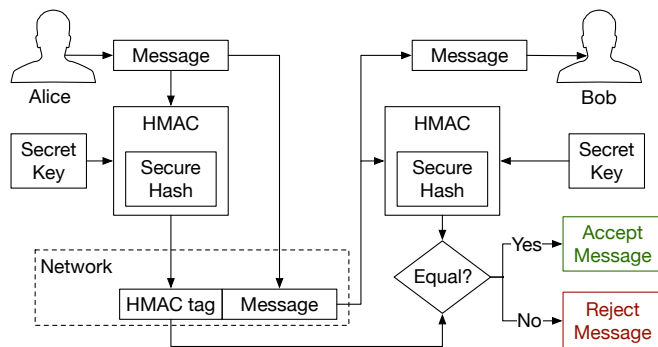 Message
Alice
HMAC
Secure
Hash
Secret
Key
Network
HMAC tag
Message
Message
Bob
HMAC
Secure
Hash
Secret
Key
Equal?
Yes
Accept
Message
No
Reject
Message